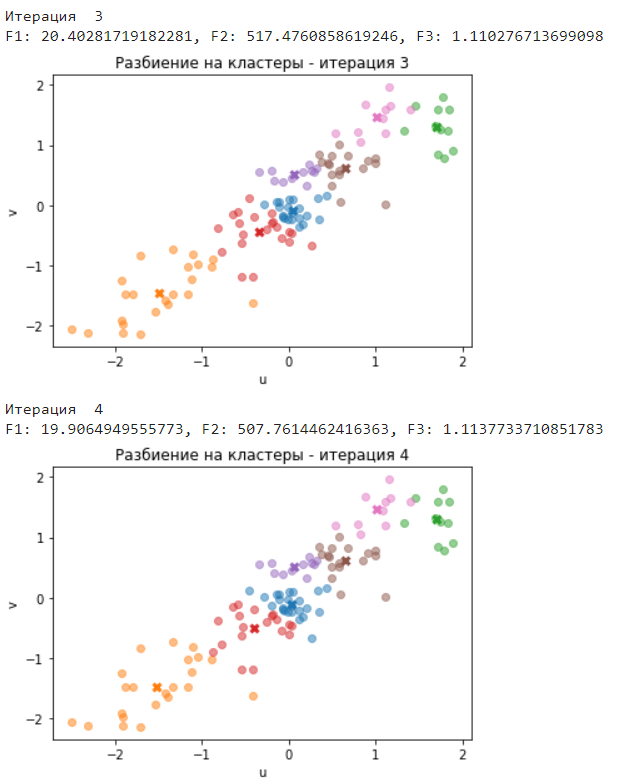 Итерация  3
F1: 20.40281719182281, F2: 517.4760858619246, F3: 1.110276713699098
Разбиение на кластеры - итерация 3
2
1
0
−1
−2
v
−2 −1 0 1 2
u
Итерация  4
F1: 19.9064949555773, F2: 507.7614462416363, F3: 1.1137733710851783
Разбиение на кластеры - итерация 4
2
1
0
−1
−2
v
−2 −1 0 1 2
u